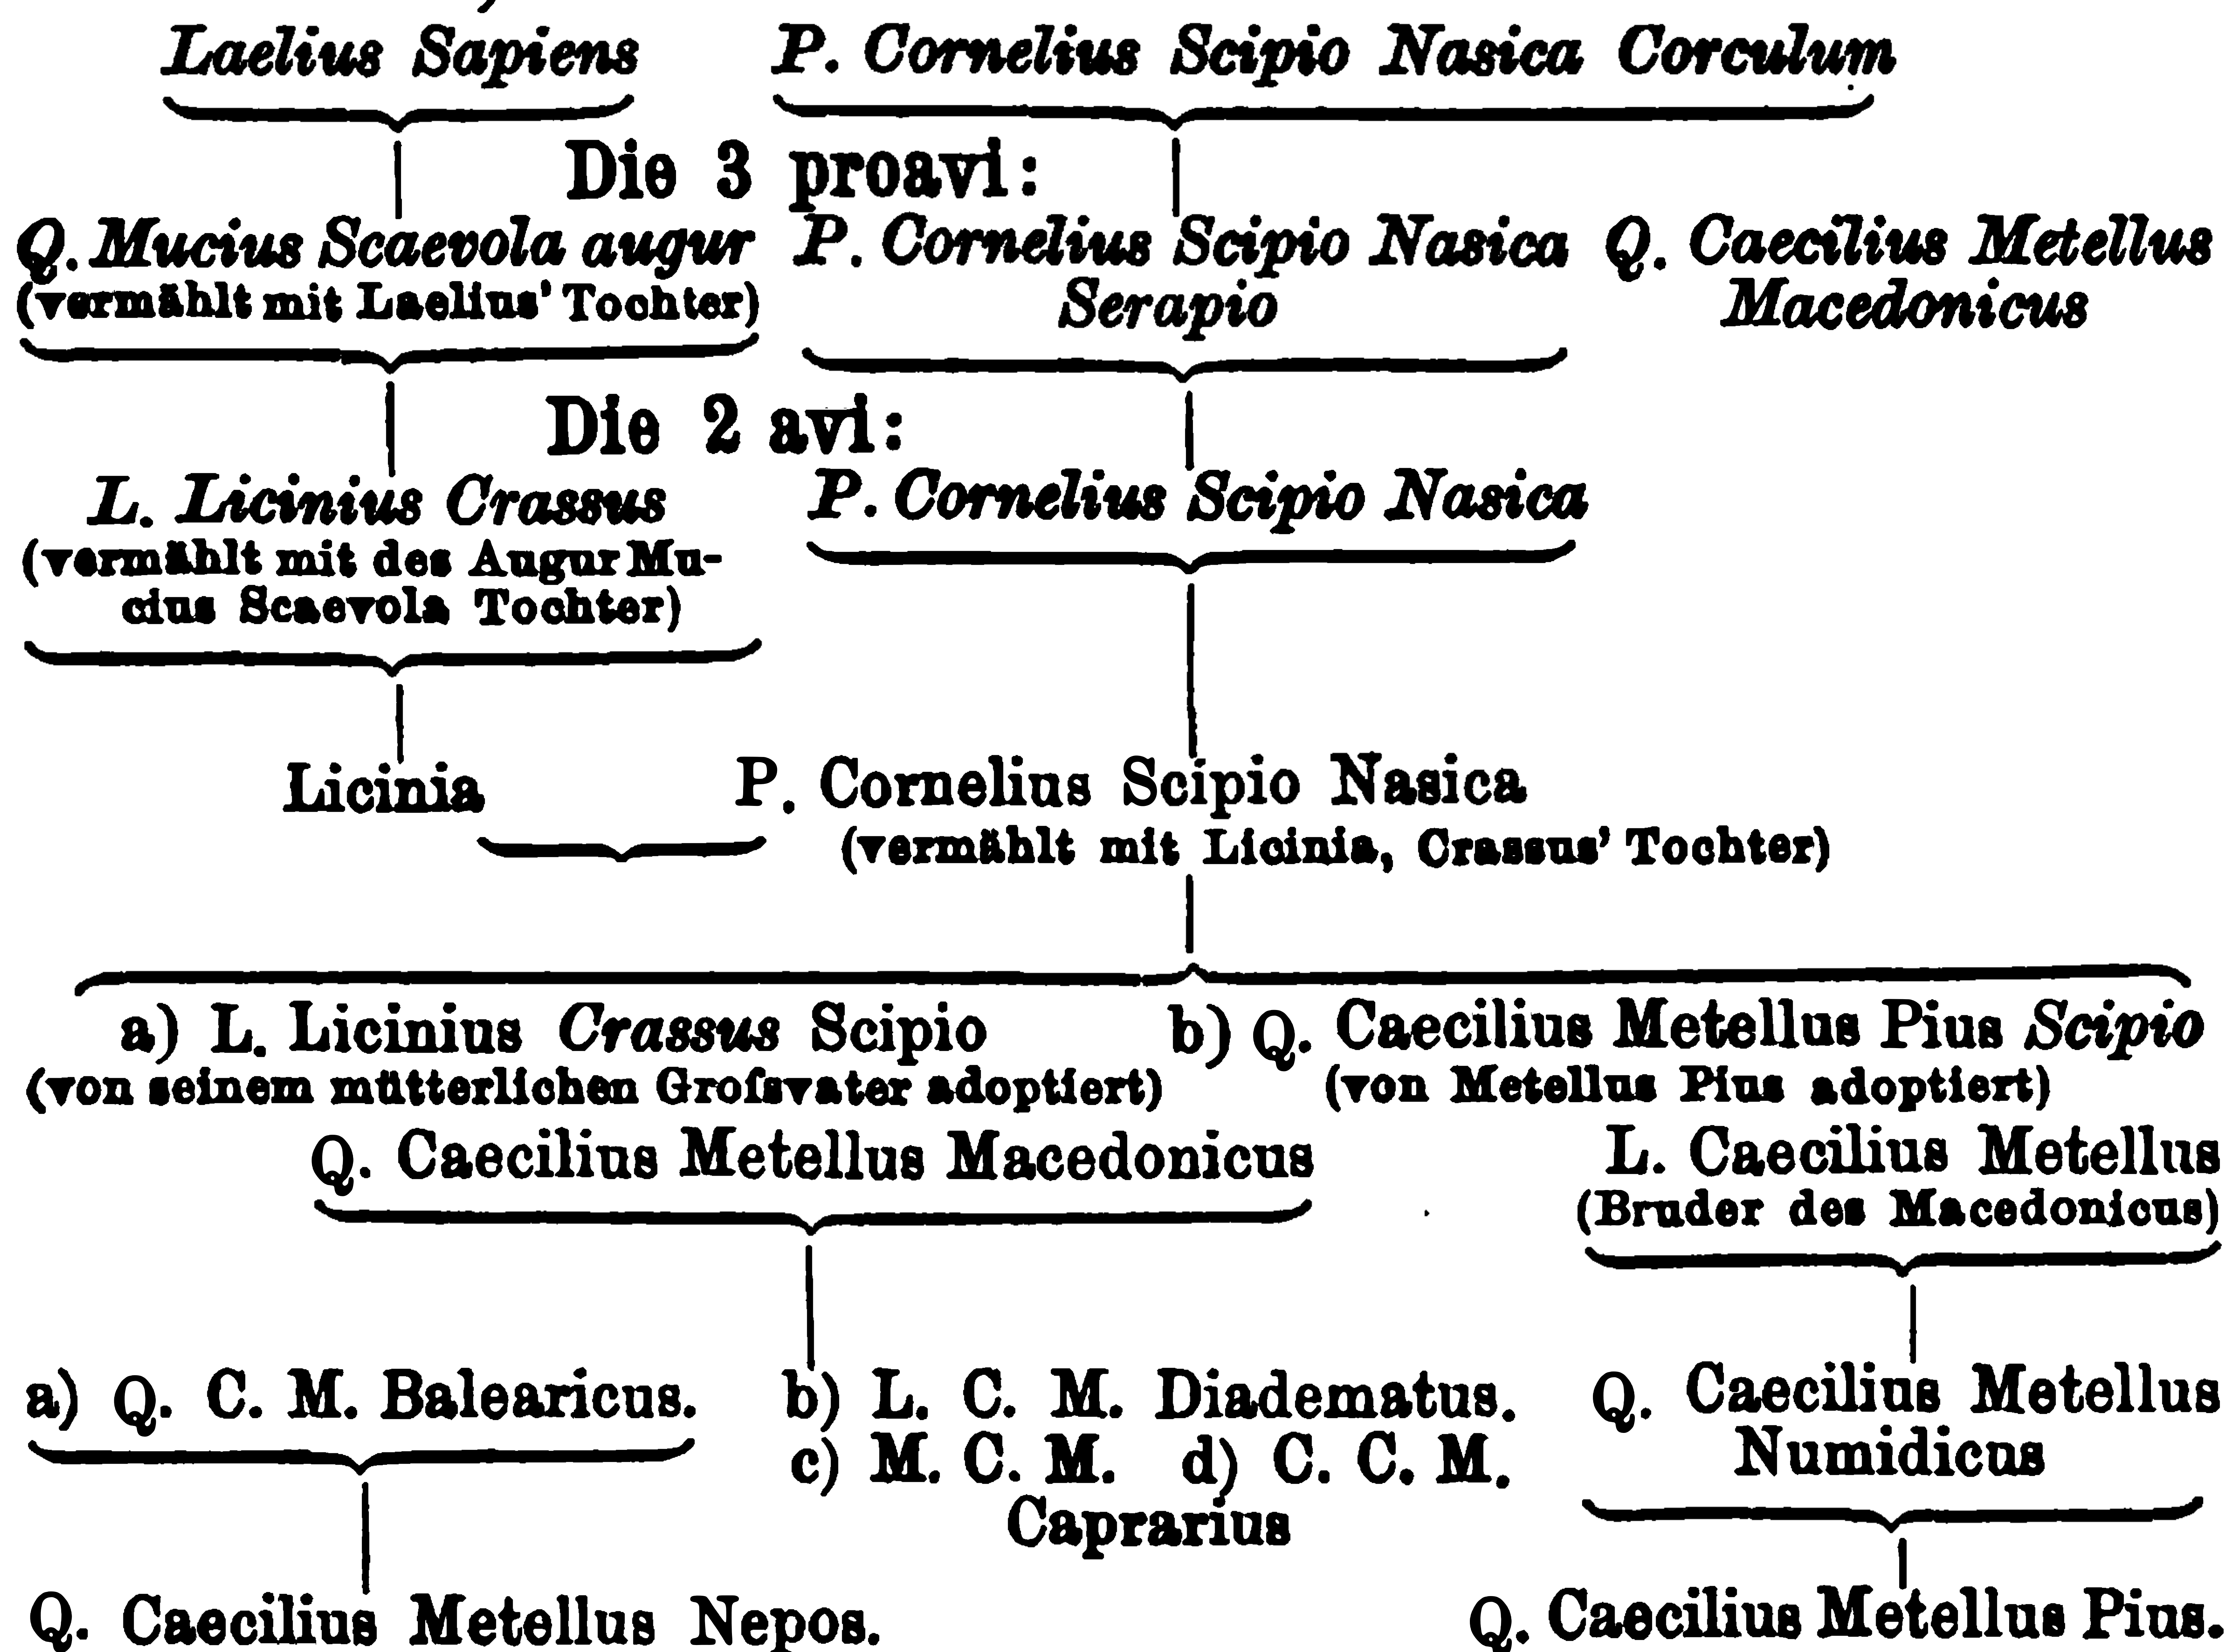 Laelius Sapiens P. Cornelius Scipio Nasica Corculum
Die 3 proavi:
Q. Mucius Scaevola augur P. Cornelius Scipio Nasica Q. Caecilius Metellus
(vermählt mit Laelius' Tochter) Serapio Macedonicus
Die 2 avi:
L. Licinius Crassus P. Cornelius Scipio Nasica
(vermählt mit des Augur Mu-
cius Scaevola Tochter)
Licinia P. Cornelius Scipio Nasica
(vermählt mit Licinia, Crassus' Tochter)
a) L. Licinius Crassus Scipio b) Q. Caecilius Metellus Pius Scipio
(von seinem mütterlichen Groſsvater adoptiert) (von Metellus Pius adoptiert)
Q. Caecilius Metellus Macedonicus L. Caecilius Metellus
(Bruder des Macedonicus)
a) Q. C. M. Balearicus. b) L. C. M. Diadematus. Q. Caecilius Metellus
c) M. C. M. d) C. C. M. Numidicus
Caprarius
Q. Caecilius Metellus Nepos. Q. Caecilius Metellus Pius.